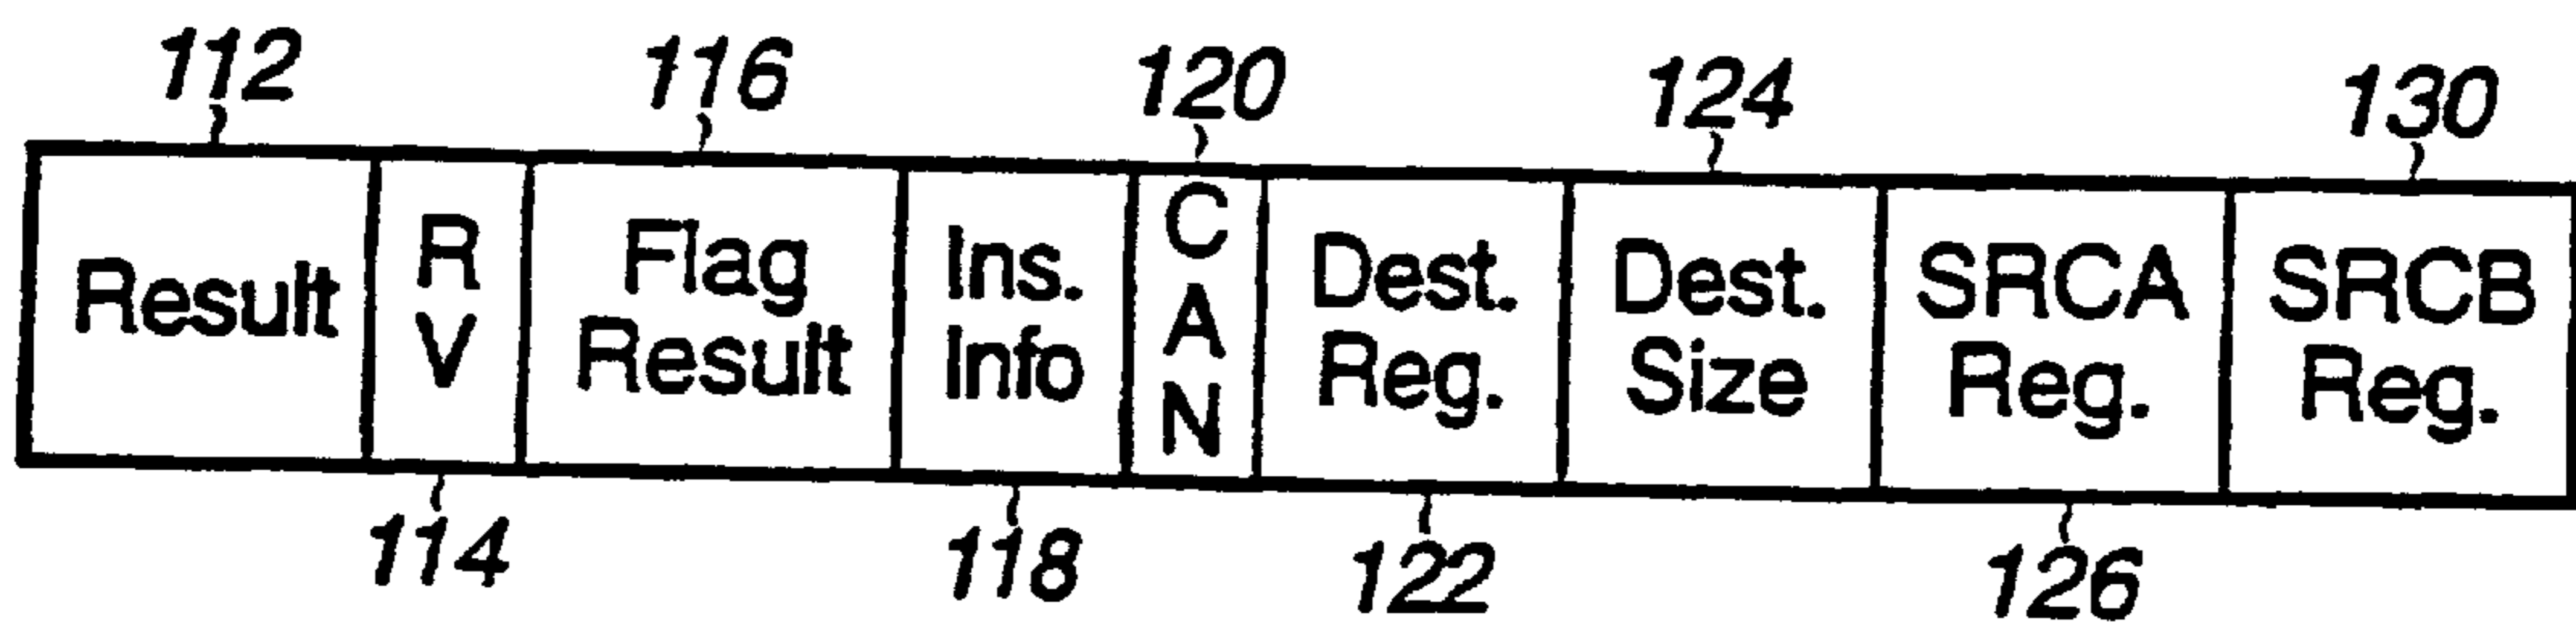 112 116 120 124 130
Result
R
V
Flag
Result
Ins.
Info
C
A
N
Dest.
Reg.
Dest.
Size
SRCA
Reg.
SRCB
Reg.
114 118 122 126